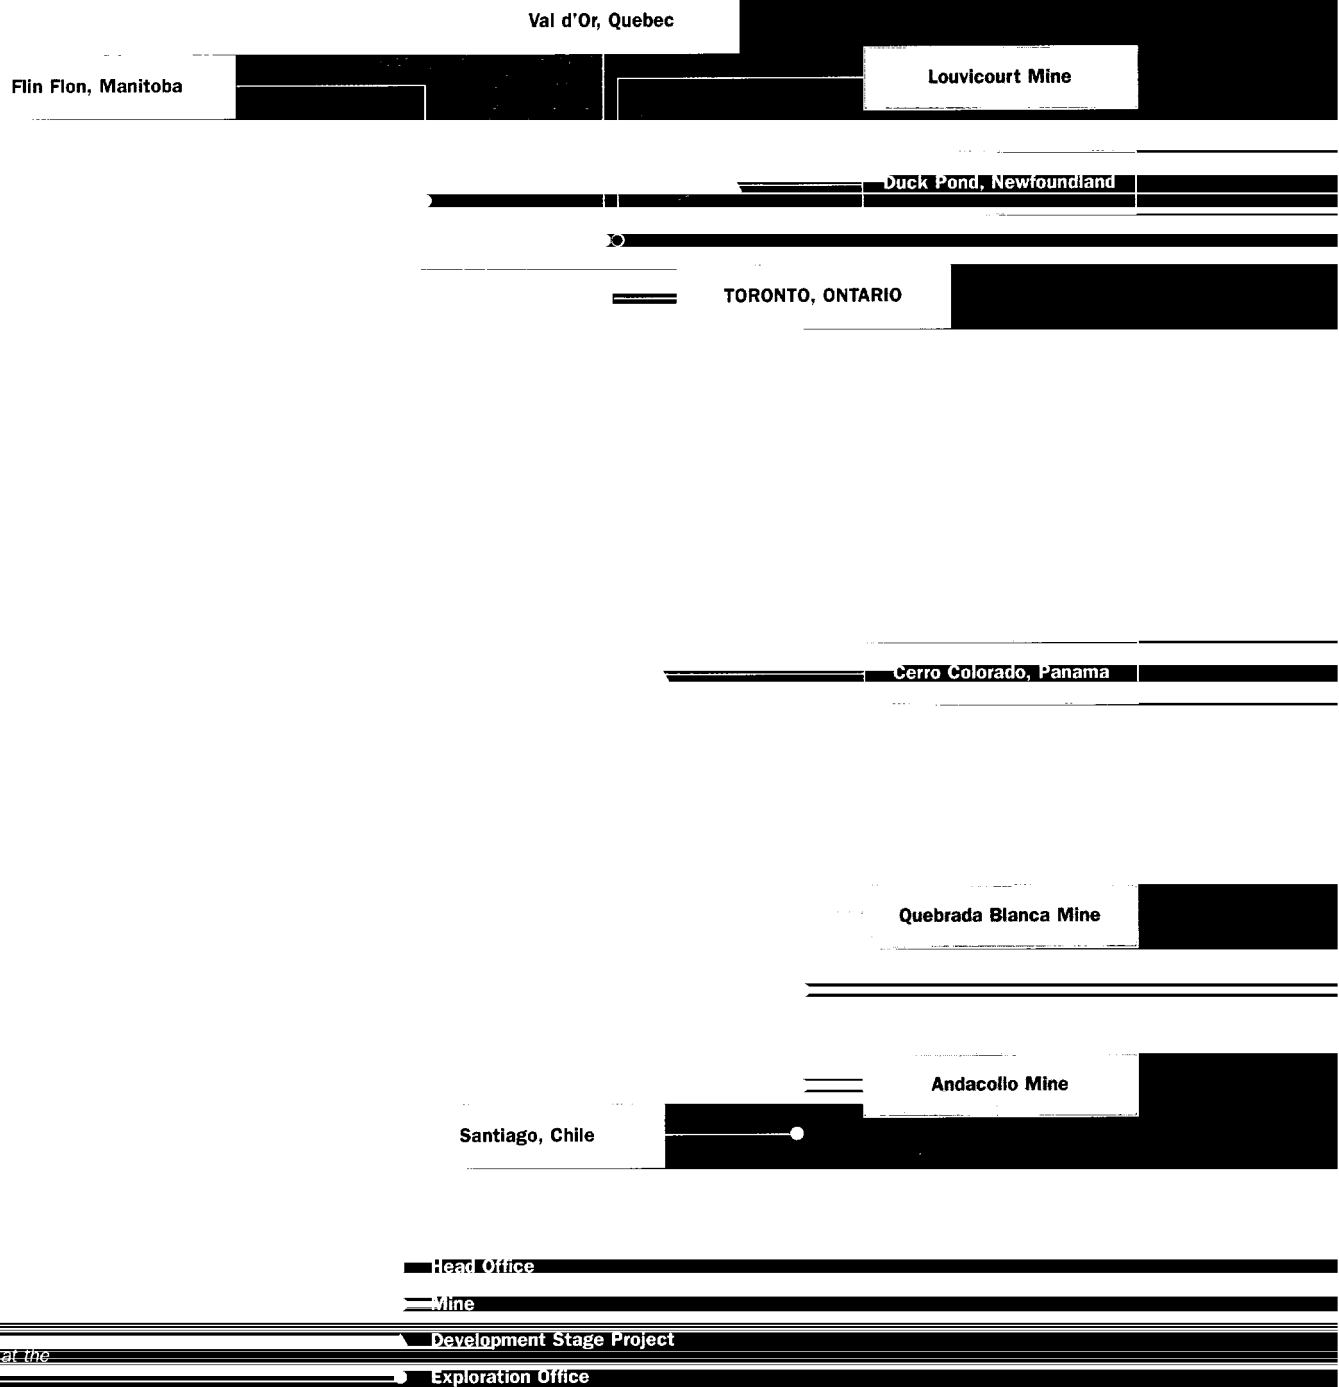 Val d'Or, Quebec
Flin Flon, Manitoba
Louvicourt Mine
Duck Pond, Newfoundland
TORONTO, ONTARIO
Cerro Colorado, Panama
Quebrada Blanca Mine
Andacollo Mine
Santiago, Chile
Head Office
Mine
Development Stage Project
at the
Exploration Office